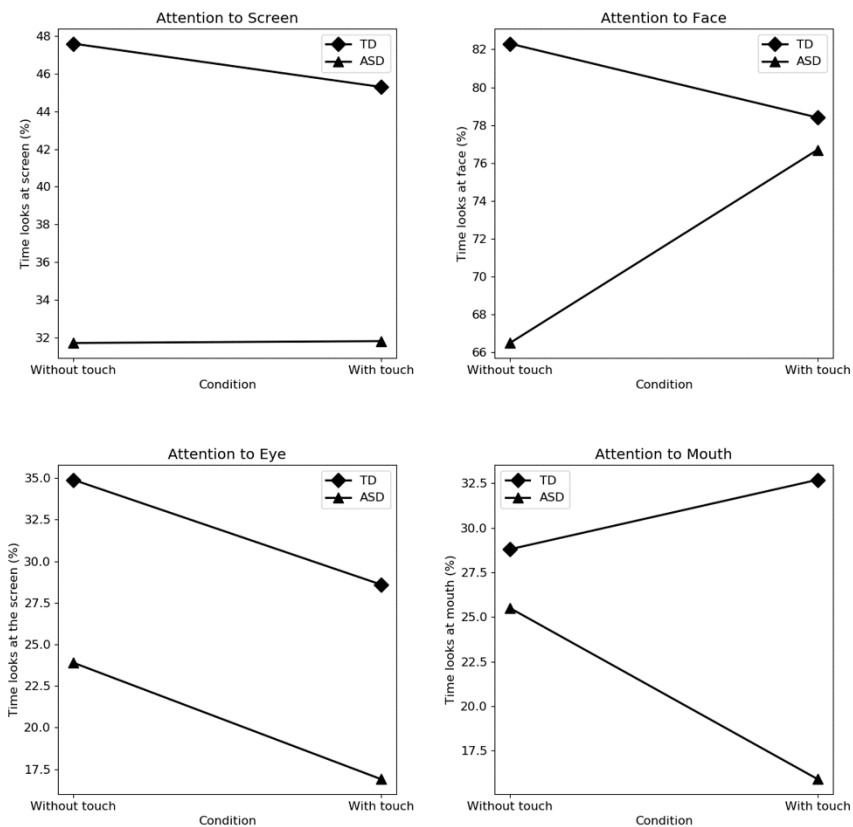 Attention to Screen
TD
ASD
48
46
44
42
40
38
36
34
32
Time looks at screen (%)
Without touch
With touch
Condition
Attention to Face
TD
ASD
82
80
78
76
74
72
70
68
66
Time looks at face (%)
Without touch
With touch
Condition
Attention to Eye
TD
ASD
35.0
32.5
30.0
27.5
25.0
22.5
20.0
17.5
Time looks at the screen (%)
Without touch
With touch
Condition
Attention to Mouth
TD
ASD
32.5
30.0
27.5
25.0
22.5
20.0
17.5
Time looks at mouth (%)
Without touch
With touch
Condition